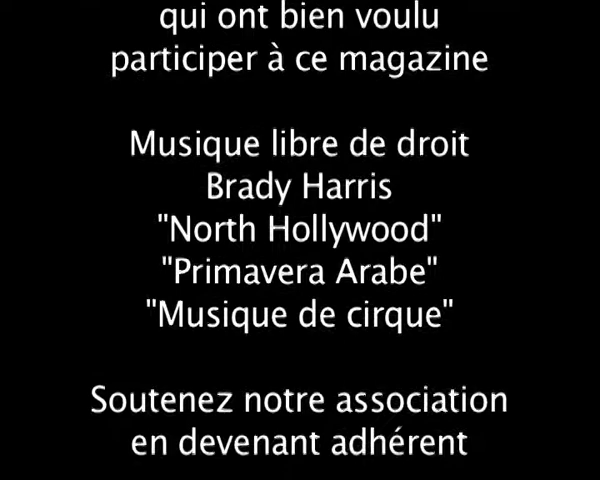 qui ont bien voulu
participer à ce magazine
Musique libre de droit
Brady Harris
"North Hollywood"
"Primavera Arabe"
"Musique de cirque"
Soutenez notre association
en devenant adhérent